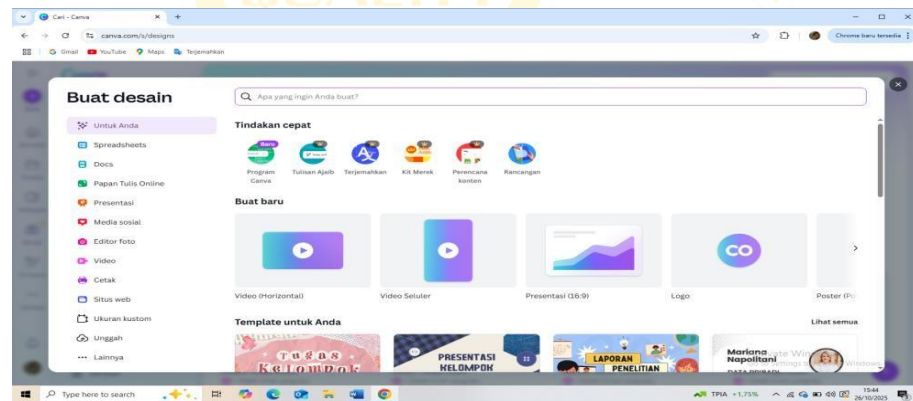 Cari - Canva
canva.com/s/designs
Chrome baru tersedia
Gmail YouTube Maps Terjemahkan
Buat desain
Apa yang ingin Anda buat?
Untuk Anda
Spreadsheets
Docs
Papan Tulis Online
Presentasi
Media sosial
Editor foto
Video
Cetak
Situs web
Ukuran kustom
Unggah
Lainnya
Tindakan cepat
Baru
Program Canva
Tulisan Ajaib
Terjemahkan
Kit Merek
Perencana konten
Rancangan
Buat baru
CO
Video (Horizontal)
Video Seluler
Presentasi (16:9)
Logo
Poster
Template untuk Anda
Lihat semua
TUGAS
KELOMPOK
PRESENTASI
KELOMPOK
LAPORAN
PENELITIAN
Mariana
Napolitani
DATA PRIBADI
Type here to search
TPIA +1,75%
15:44
26/10/2025